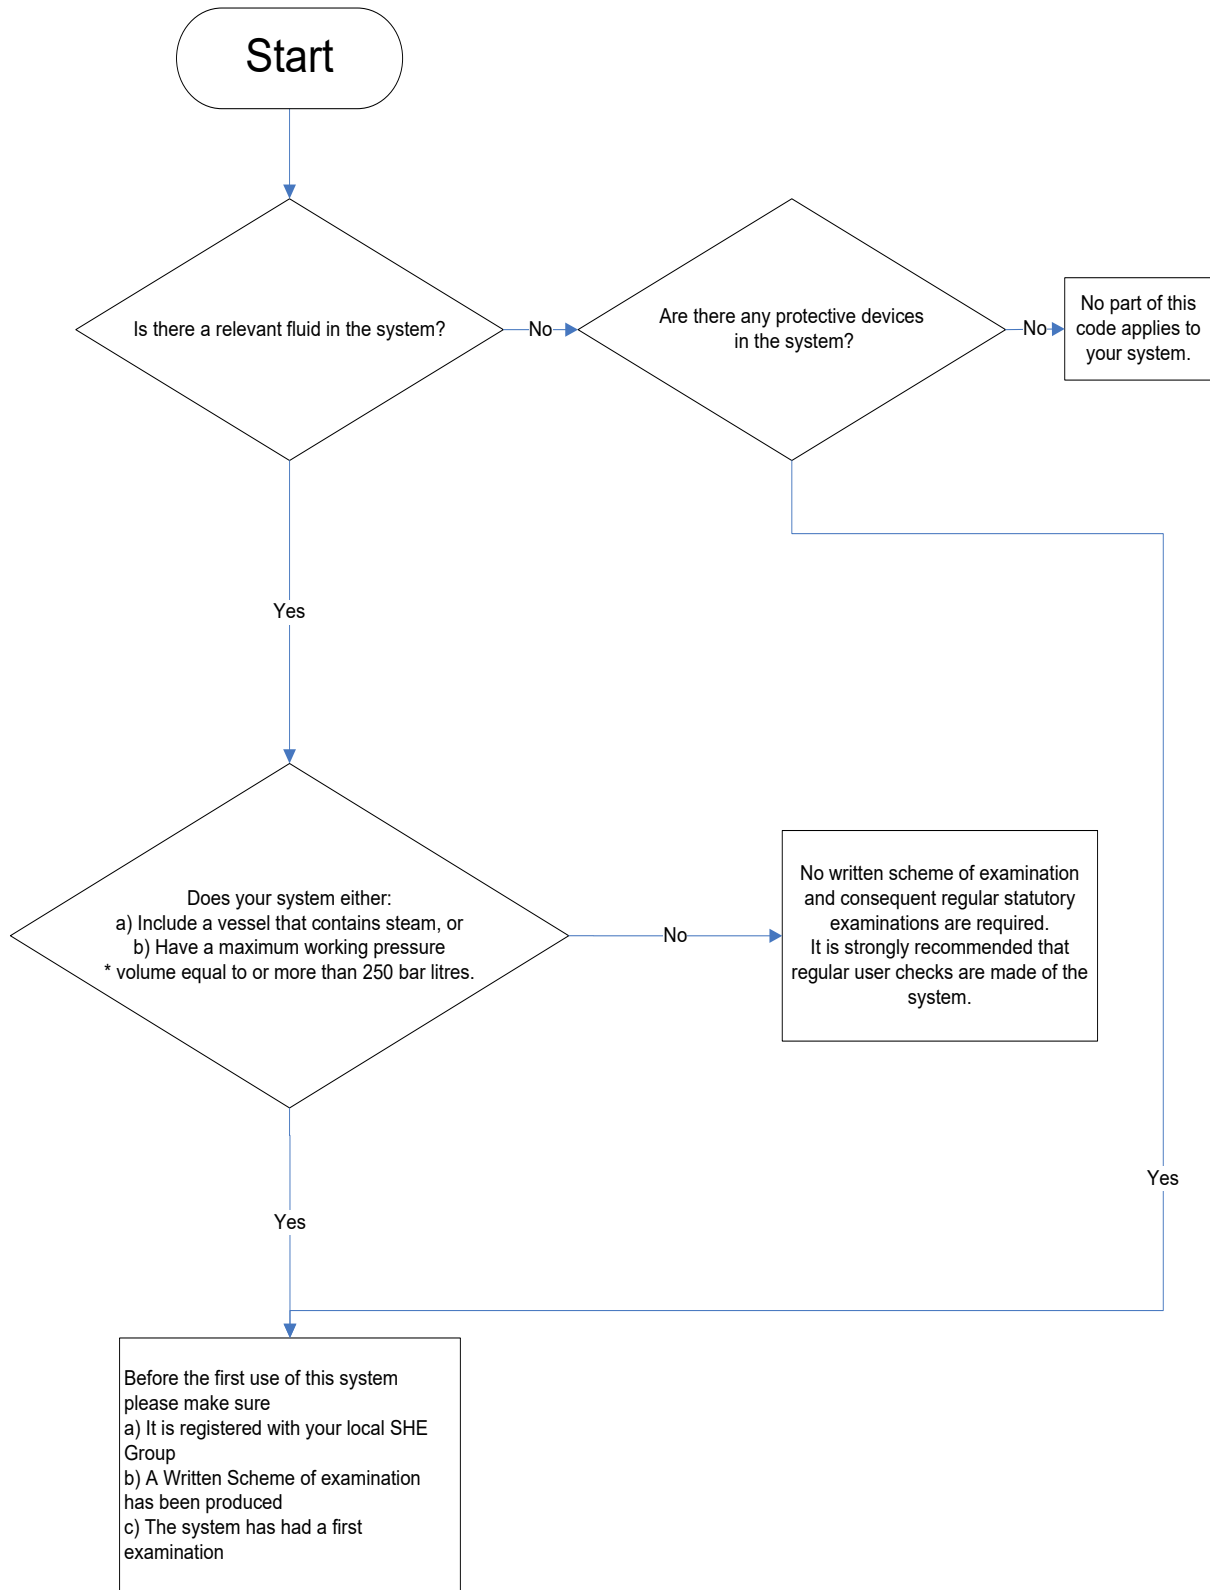 Start
Is there a relevant fluid in the system?
No
Are there any protective devices
in the system?
No
No part of this
code applies to
your system.
Yes
Does your system either:
a) Include a vessel that contains steam, or
b) Have a maximum working pressure
* volume equal to or more than 250 bar litres.
No
No written scheme of examination
and consequent regular statutory
examinations are required.
It is strongly recommended that
regular user checks are made of the
system.
Yes
Yes
Before the first use of this system
please make sure
a) It is registered with your local SHE
Group
b) A Written Scheme of examination
has been produced
c) The system has had a first
examination